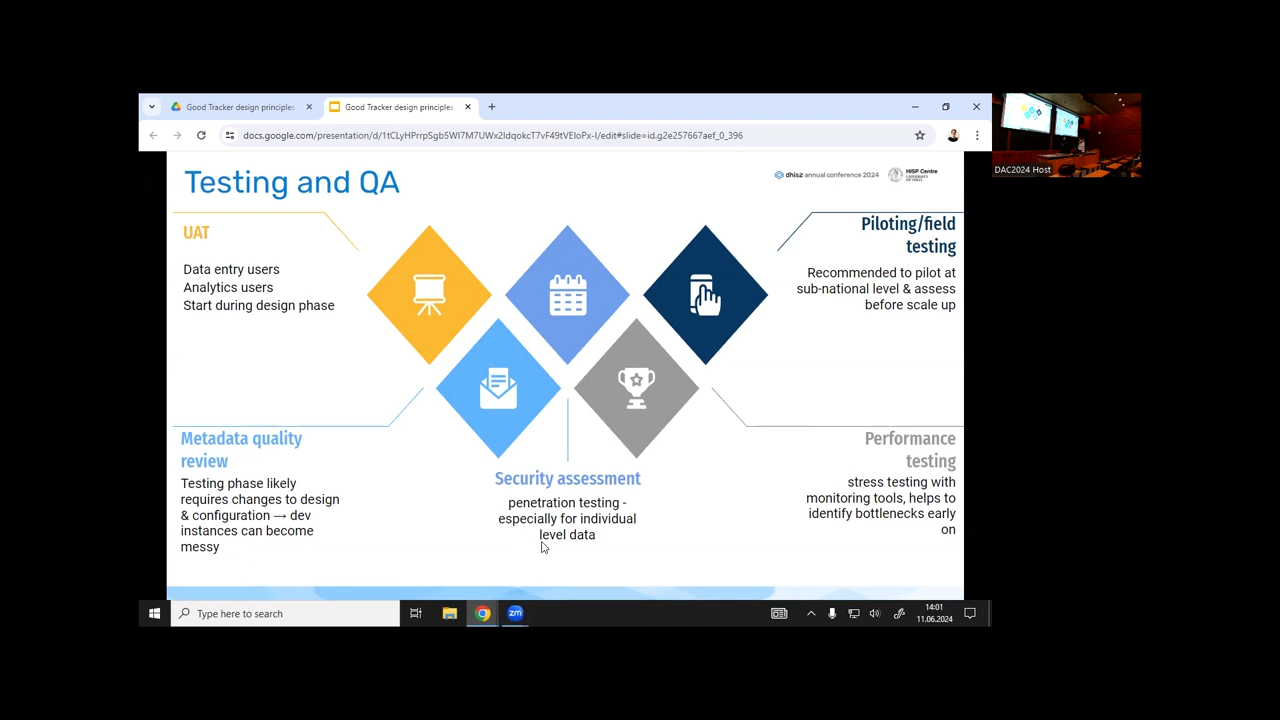 Good Tracker design principles
Good Tracker design principles
docs.google.com/presentation/d/1tCLyHPrrpSgb5WI7M7UWx2ldqokcT7vF49tVEIoPx-I/edit#slide=id.g2e257667aef_0_396
Testing and QA
dhis2 annual conference 2024
HISP Centre
UNIVERSITY
OF OSLO
DAC2024 Host
UAT
Data entry users
Analytics users
Start during design phase
Piloting/field
testing
Recommended to pilot at
sub-national level & assess
before scale up
Metadata quality
review
Testing phase likely
requires changes to design
& configuration → dev
instances can become
messy
Security assessment
penetration testing -
especially for individual
level data
Performance
testing
stress testing with
monitoring tools, helps to
identify bottlenecks early
on
Type here to search
zm
14:01
11.06.2024